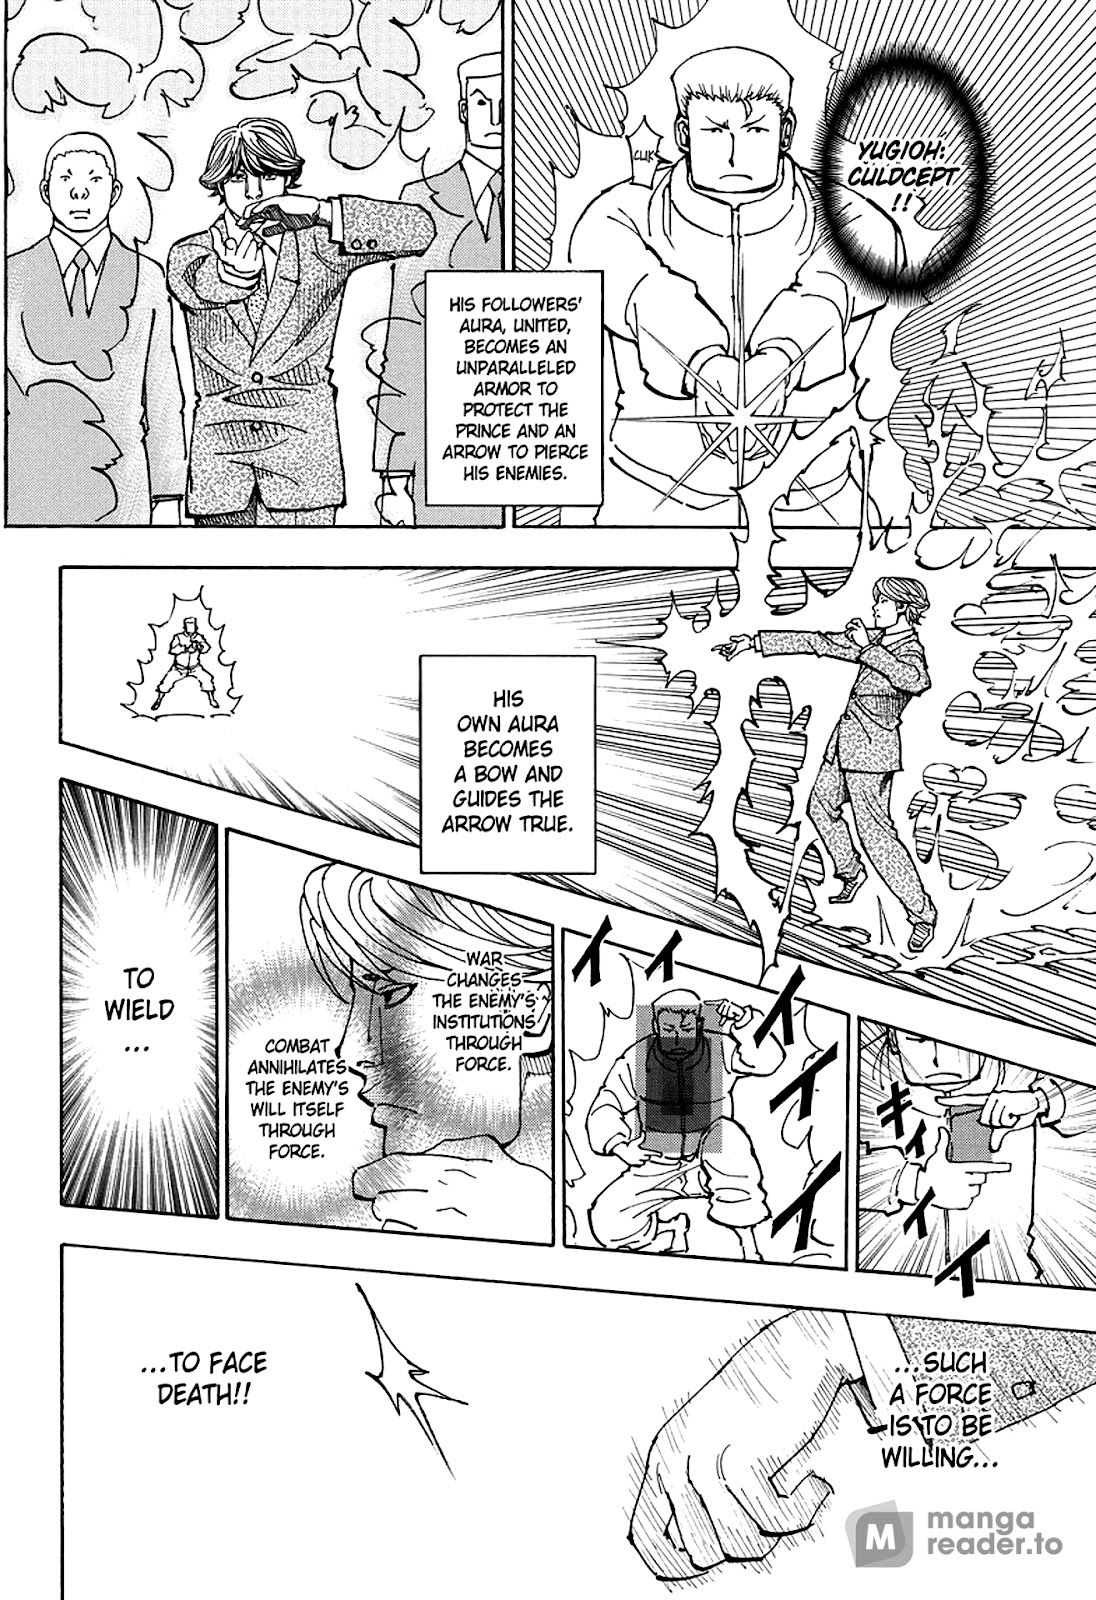 YUGIOH:
CULDCEPT
!!
CLIK
HIS FOLLOWERS'
AURA, UNITED,
BECOMES AN
UNPARALLELED
ARMOR TO
PROTECT THE
PRINCE AND AN
ARROW TO PIERCE
HIS ENEMIES.
HIS
OWN AURA
BECOMES
A BOW AND
GUIDES THE
ARROW TRUE.
キィィィ
イイイイイイ
WAR
CHANGES
THE ENEMY'S
INSTITUTIONS
THROUGH
FORCE.
COMBAT
ANNIHILATES
THE ENEMY'S
WILL ITSELF
THROUGH
FORCE.
TO
WIELD
...
...SUCH
A FORCE
IS TO BE
WILLING...
...TO FACE
DEATH!!
M manga
reader.to